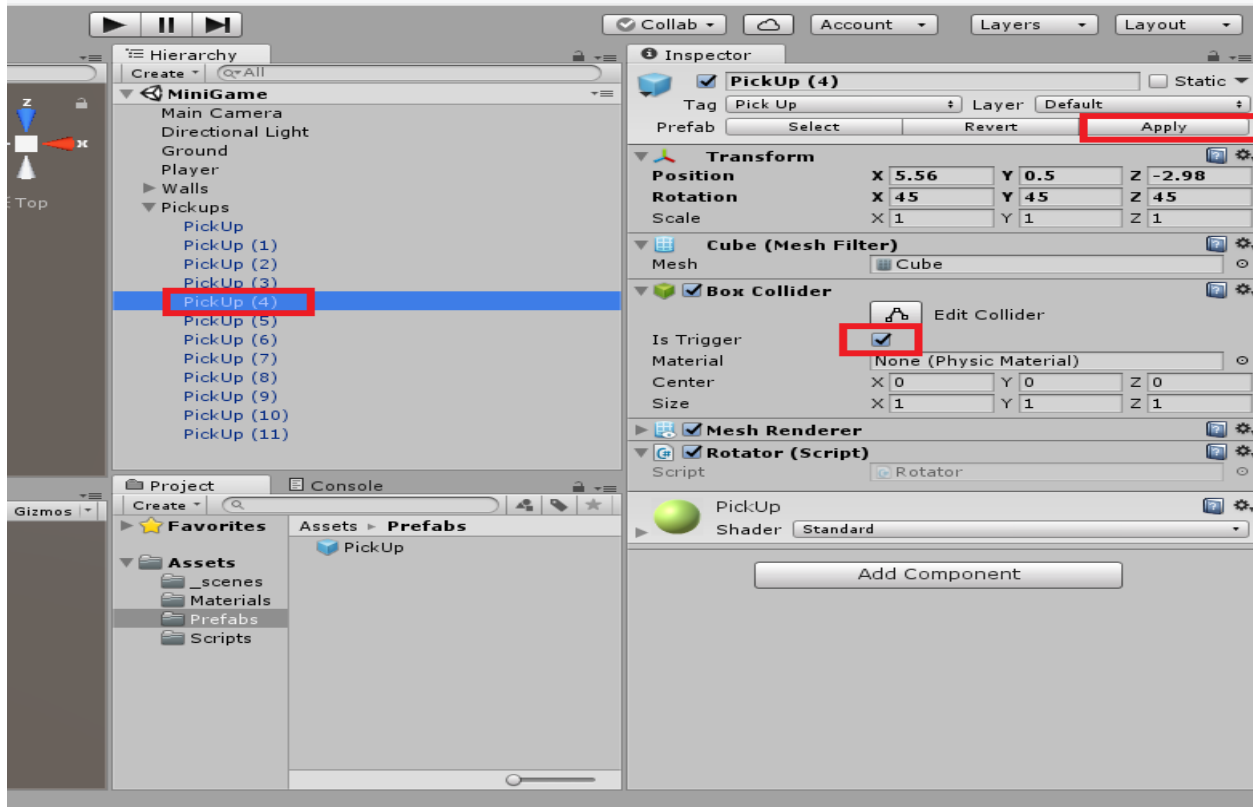 Collab Account Layers Layout
Hierarchy
Create All
MiniGame
Main Camera
Directional Light
Ground
Player
Walls
Pickups
PickUp
PickUp (1)
PickUp (2)
PickUp (3)
PickUp (4)
PickUp (5)
PickUp (6)
PickUp (7)
PickUp (8)
PickUp (9)
PickUp (10)
PickUp (11)
z
x
Top
Gizmos
Project Console
Create
Favorites
Assets
_scenes
Materials
Prefabs
Scripts
Assets Prefabs
PickUp
Inspector
PickUp (4) Static
Tag Pick Up Layer Default
Prefab Select Revert Apply
Transform
Position X 5.56 Y 0.5 Z -2.98
Rotation X 45 Y 45 Z 45
Scale X 1 Y 1 Z 1
Cube (Mesh Filter)
Mesh Cube
Box Collider
Edit Collider
Is Trigger
Material None (Physic Material)
Center X 0 Y 0 Z 0
Size X 1 Y 1 Z 1
Mesh Renderer
Rotator (Script)
Script Rotator
PickUp
Shader Standard
Add Component